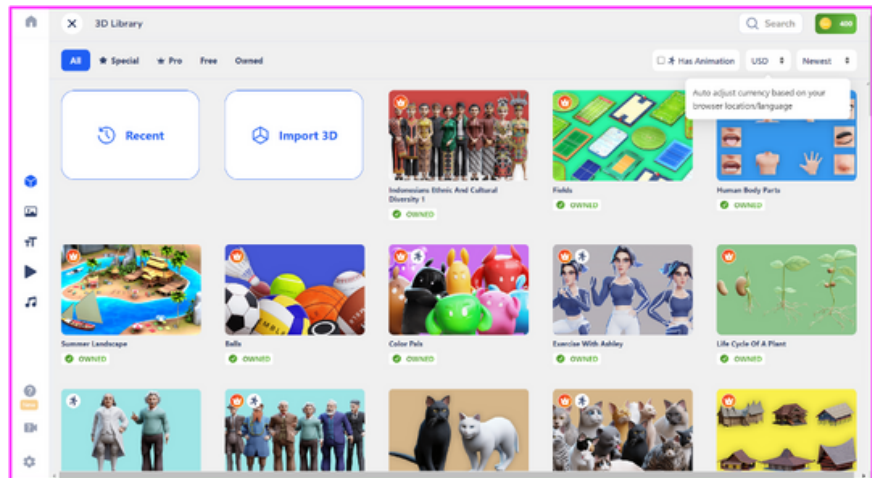 3D Library
Search
400
All
Special
Pro
Free
Owned
Has Animation
USD
Newest
Auto adjust currency based on your
browser location/language
Recent
Import 3D
Indonesians Ethnic And Cultural
Diversity 1
OWNED
Fields
OWNED
Human Body Parts
OWNED
Summer Landscape
OWNED
Balls
OWNED
Color Pals
OWNED
Exercise With Ashley
OWNED
Life Cycle Of A Plant
OWNED